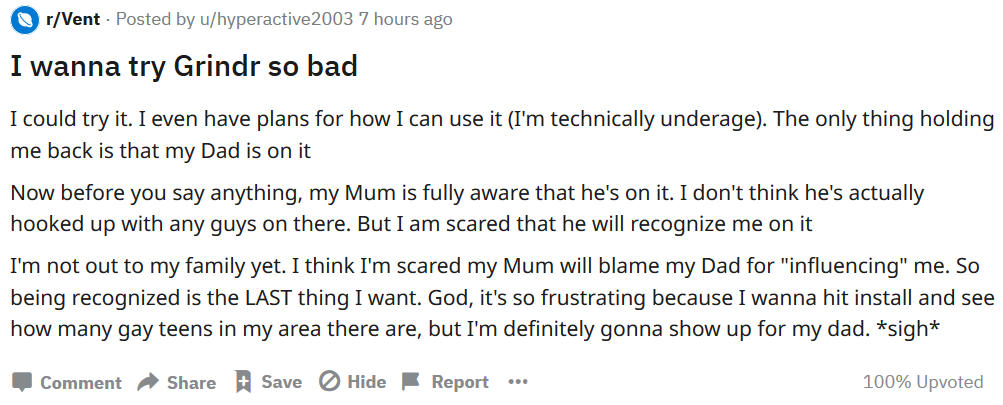 r/Vent · Posted by u/hyperactive2003 7 hours ago
I wanna try Grindr so bad
I could try it. I even have plans for how I can use it (I'm technically underage). The only thing holding
me back is that my Dad is on it
Now before you say anything, my Mum is fully aware that he's on it. I don't think he's actually
hooked up with any guys on there. But I am scared that he will recognize me on it
I'm not out to my family yet. I think I'm scared my Mum will blame my Dad for "influencing" me. So
being recognized is the LAST thing I want. God, it's so frustrating because I wanna hit install and see
how many gay teens in my area there are, but I'm definitely gonna show up for my dad. *sigh*
Comment Share Save Hide Report ••• 100% Upvoted